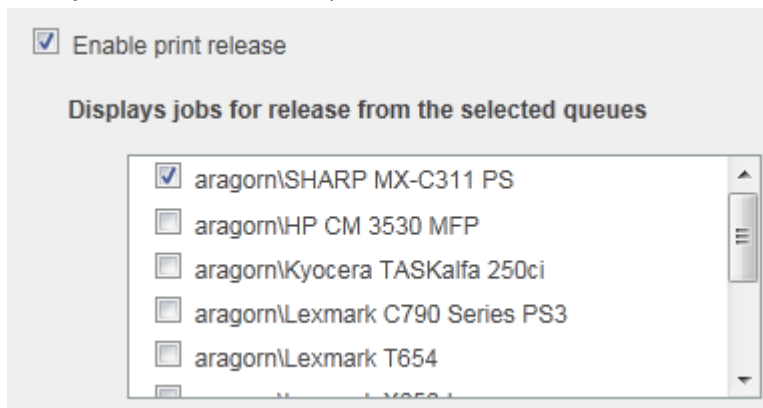 Enable print release
Displays jobs for release from the selected queues
aragorn\SHARP MX-C311 PS
aragorn\HP CM 3530 MFP
aragorn\Kyocera TASKalfa 250ci
aragorn\Lexmark C790 Series PS3
aragorn\Lexmark T654